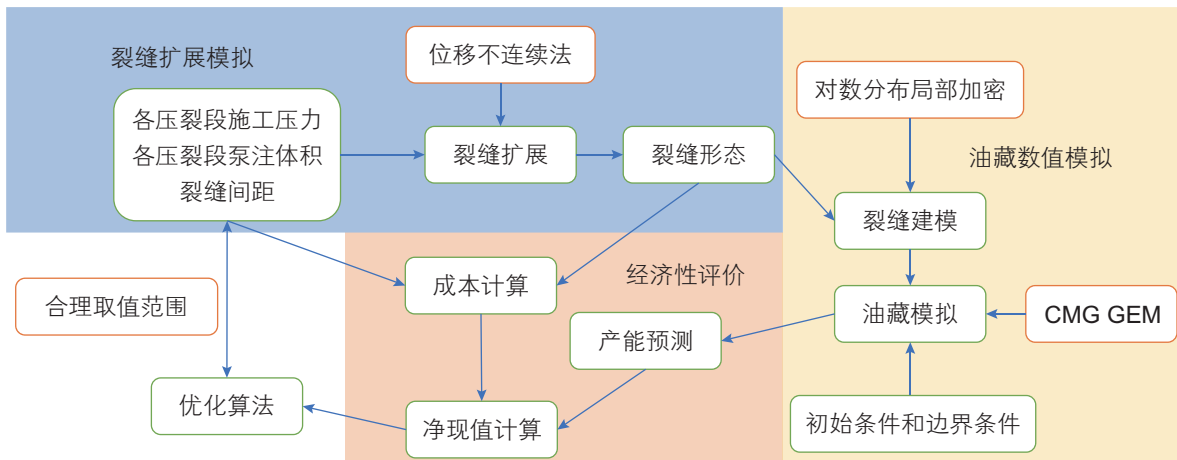 裂缝扩展模拟
位移不连续法
各压裂段施工压力
各压裂段泵注体积
裂缝间距
裂缝扩展
裂缝形态
对数分布局部加密
油藏数值模拟
裂缝建模
合理取值范围
成本计算
经济性评价
油藏模拟
CMG GEM
产能预测
优化算法
净现值计算
初始条件和边界条件